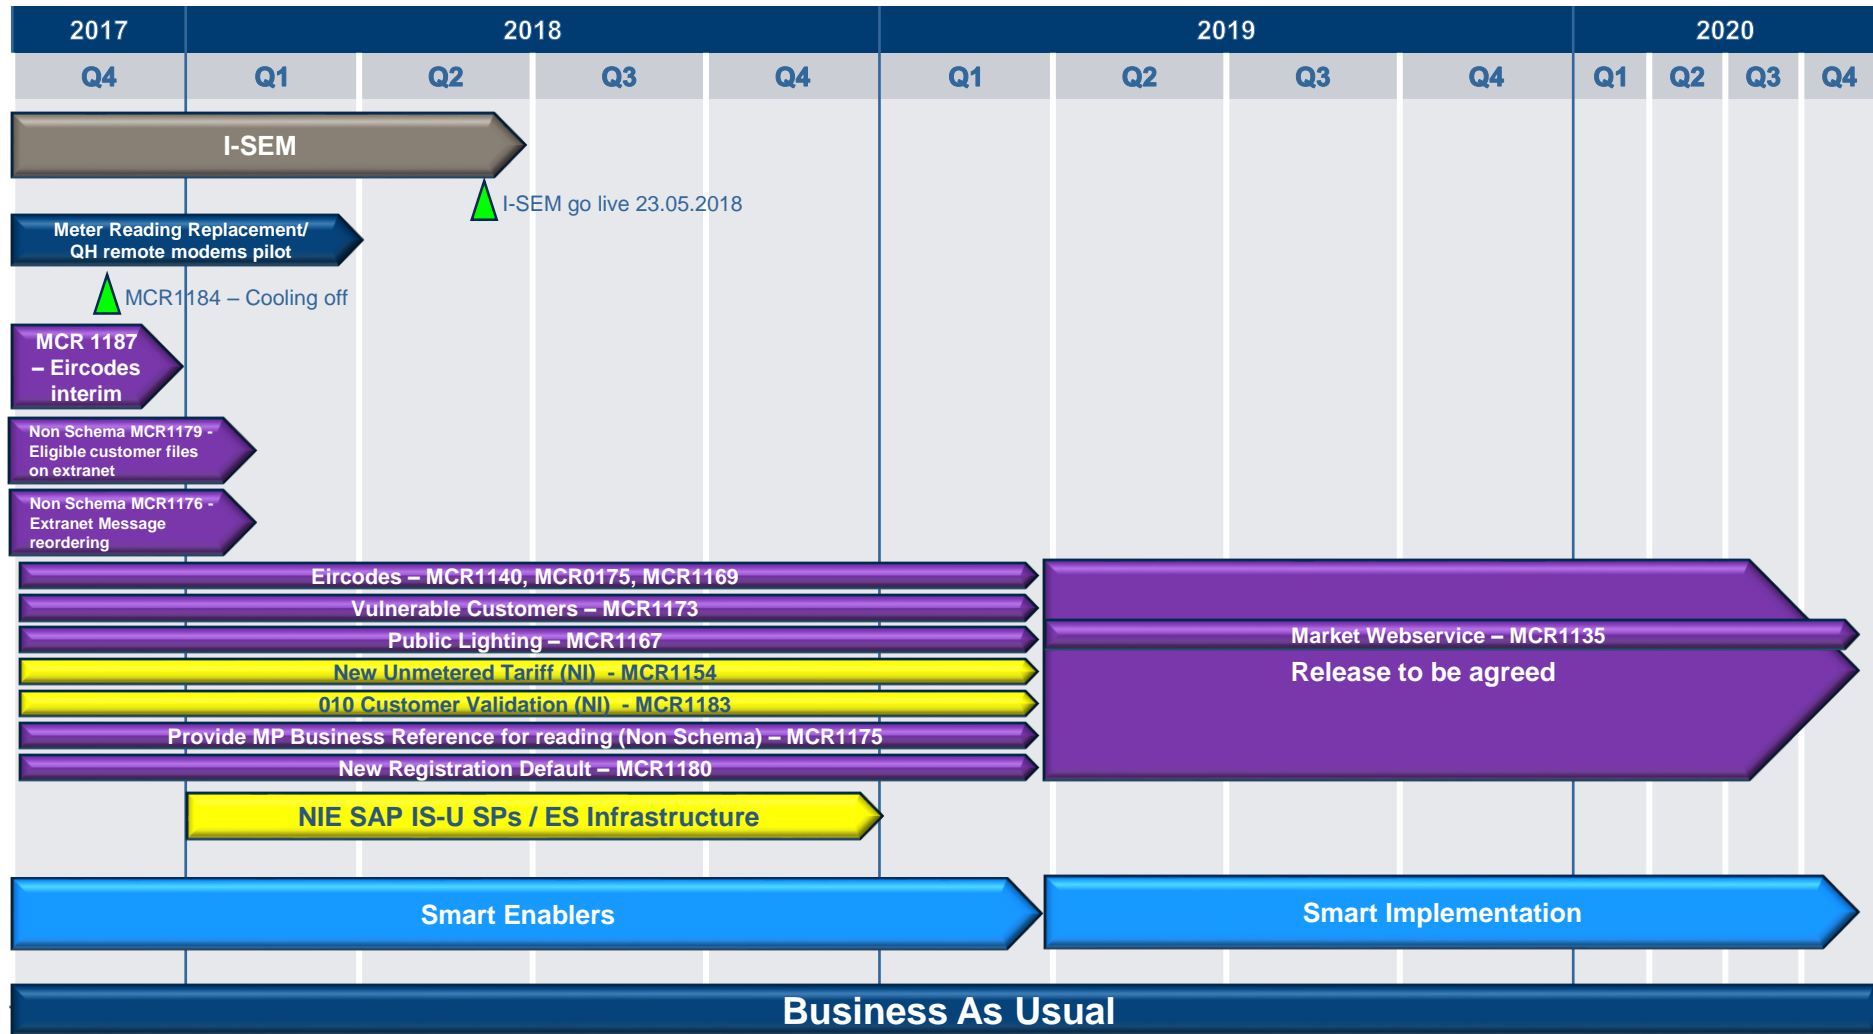 2017 2018 2019 2020
Q4 Q1 Q2 Q3 Q4 Q1 Q2 Q3 Q4 Q1 Q2 Q3 Q4
I-SEM
I-SEM go live 23.05.2018
Meter Reading Replacement/
QH remote modems pilot
MCR1184 – Cooling off
MCR 1187
– Eircodes
interim
Non Schema MCR1179 -
Eligible customer files
on extranet
Non Schema MCR1176 -
Extranet Message
reordering
Eircodes – MCR1140, MCR0175, MCR1169
Vulnerable Customers – MCR1173
Public Lighting – MCR1167
Market Webservice – MCR1135
New Unmetered Tariff (NI) - MCR1154
Release to be agreed
010 Customer Validation (NI) - MCR1183
Provide MP Business Reference for reading (Non Schema) – MCR1175
New Registration Default – MCR1180
NIE SAP IS-U SPs / ES Infrastructure
Smart Enablers
Smart Implementation
Business As Usual